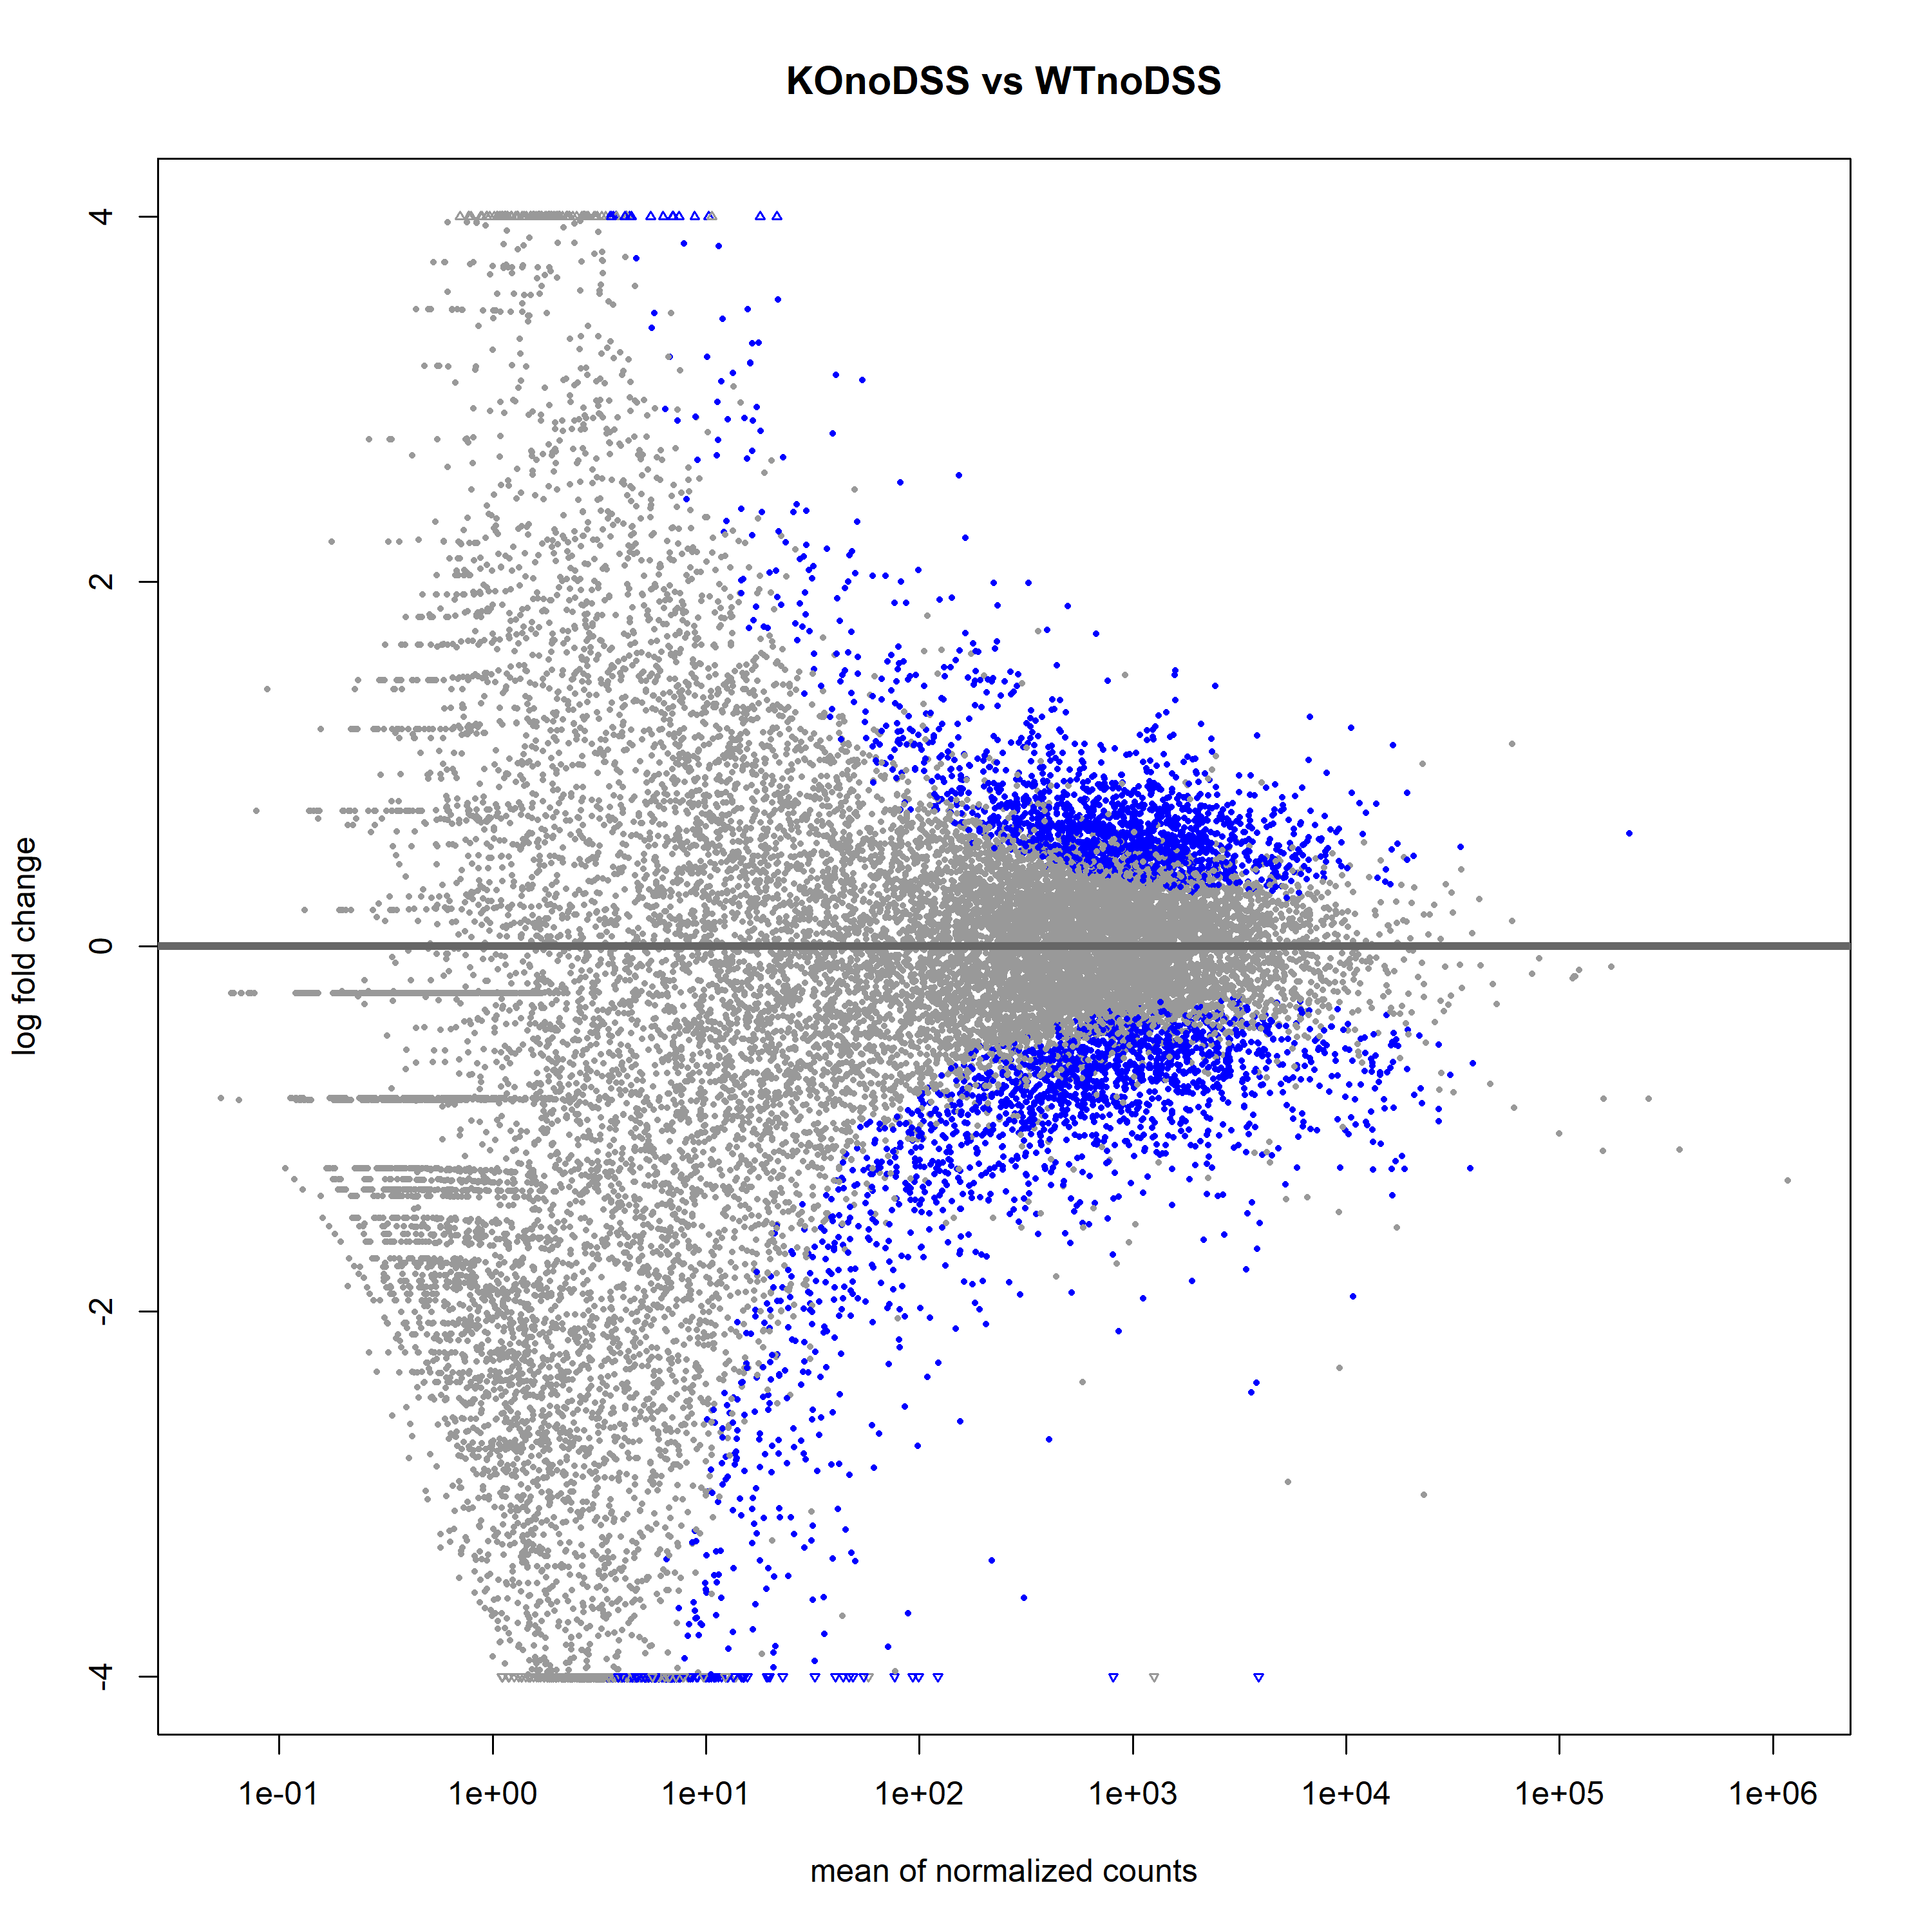 KOnoDSS vs WTnoDSS
4
2
0
-2
-4
log fold change
1e-01 1e+00 1e+01 1e+02 1e+03 1e+04 1e+05 1e+06
mean of normalized counts